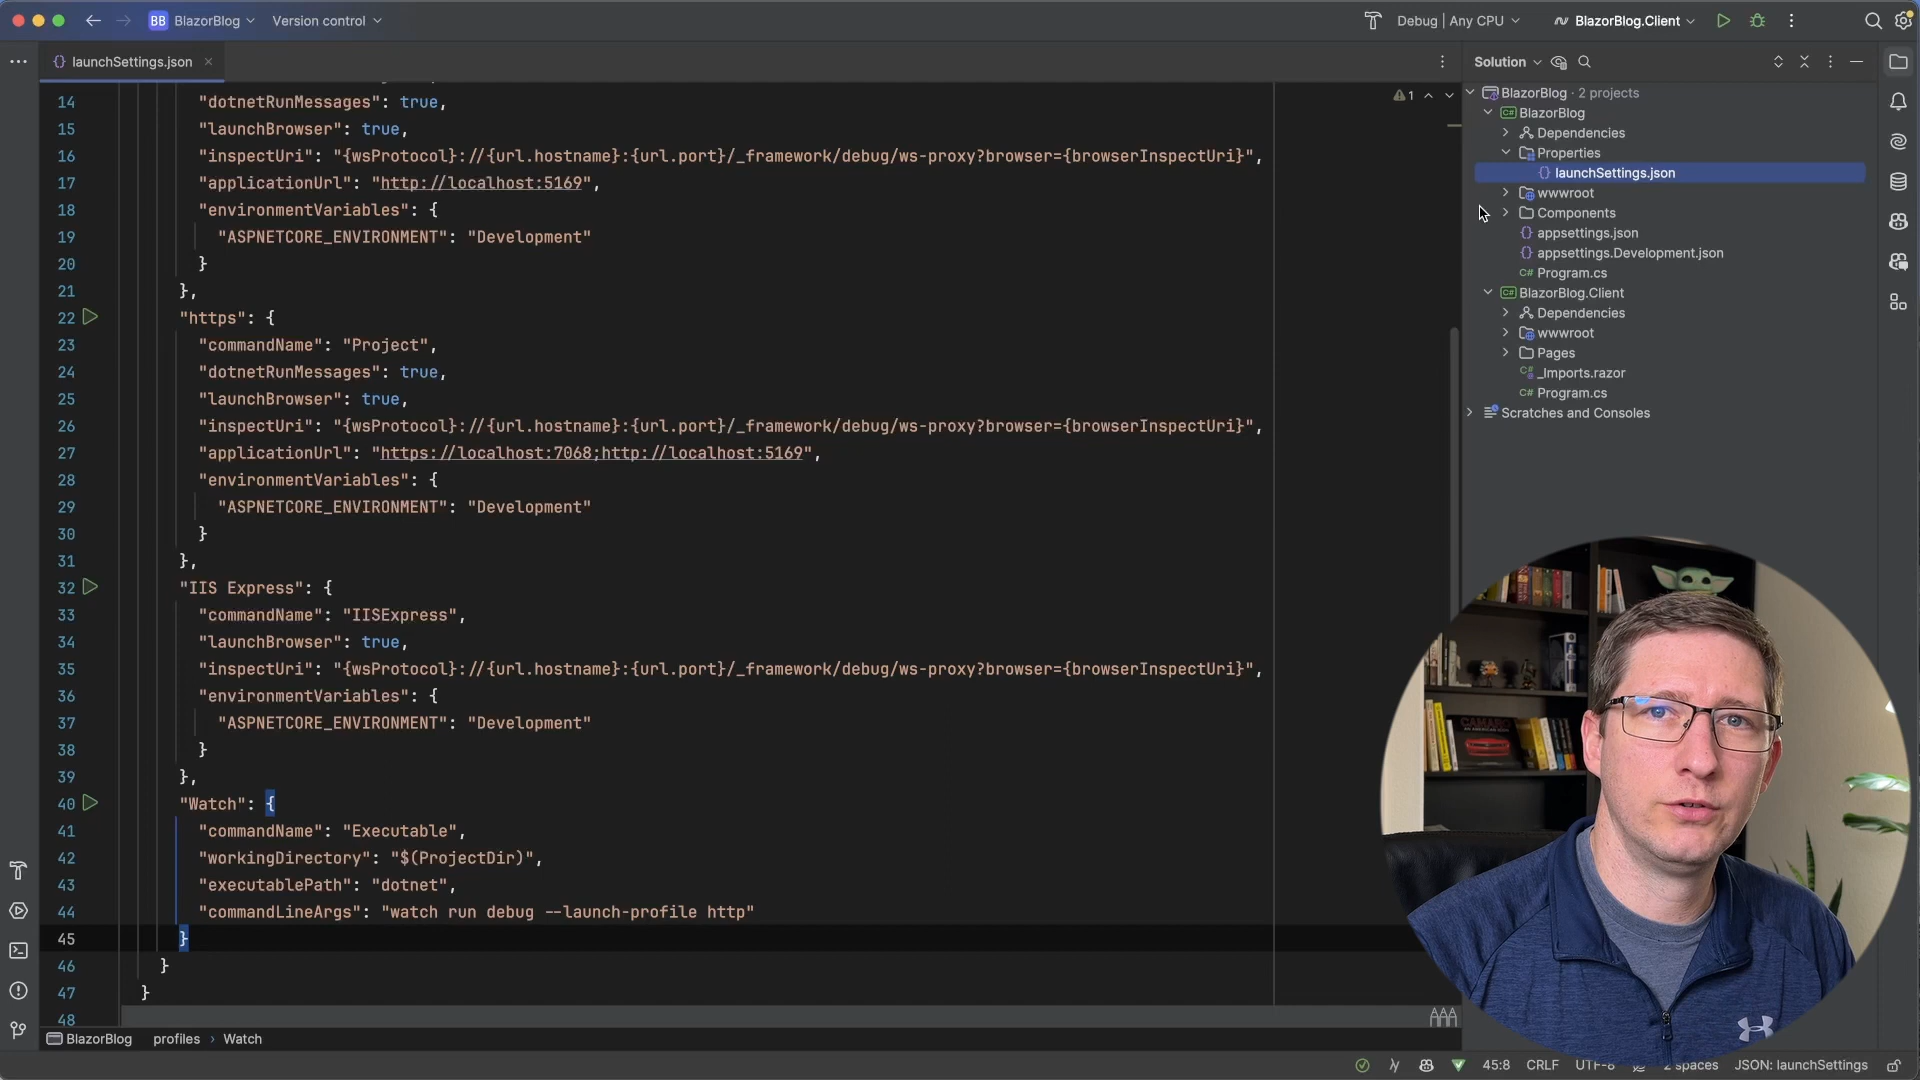 BB BlazorBlog
Version control
Debug | Any CPU
BlazorBlog.Client
launchSettings.json
Solution
14 "dotnetRunMessages": true,
15 "launchBrowser": true,
16 "inspectUri": "{wsProtocol}://{url.hostname}:{url.port}/_framework/debug/ws-proxy?browser={browserInspectUri}",
17 "applicationUrl": "http://localhost:5169",
18 "environmentVariables": {
19 "ASPNETCORE_ENVIRONMENT": "Development"
20 }
21 },
22 "https": {
23 "commandName": "Project",
24 "dotnetRunMessages": true,
25 "launchBrowser": true,
26 "inspectUri": "{wsProtocol}://{url.hostname}:{url.port}/_framework/debug/ws-proxy?browser={browserInspectUri}",
27 "applicationUrl": "https://localhost:7068;http://localhost:5169",
28 "environmentVariables": {
29 "ASPNETCORE_ENVIRONMENT": "Development"
30 }
31 },
32 "IIS Express": {
33 "commandName": "IISExpress",
34 "launchBrowser": true,
35 "inspectUri": "{wsProtocol}://{url.hostname}:{url.port}/_framework/debug/ws-proxy?browser={browserInspectUri}",
36 "environmentVariables": {
37 "ASPNETCORE_ENVIRONMENT": "Development"
38 }
39 },
40 "Watch": {
41 "commandName": "Executable",
42 "workingDirectory": "$(ProjectDir)",
43 "executablePath": "dotnet",
44 "commandLineArgs": "watch run debug --launch-profile http"
45 }
46 }
47 }
48
1
BlazorBlog · 2 projects
BlazorBlog
Dependencies
Properties
launchSettings.json
wwwroot
Components
appsettings.json
appsettings.Development.json
C# Program.cs
BlazorBlog.Client
Dependencies
wwwroot
Pages
_Imports.razor
C# Program.cs
Scratches and Consoles
CAMARO
BlazorBlog
profiles › Watch
45:8
CRLF
UTF-8
2 spaces
JSON: launchSettings